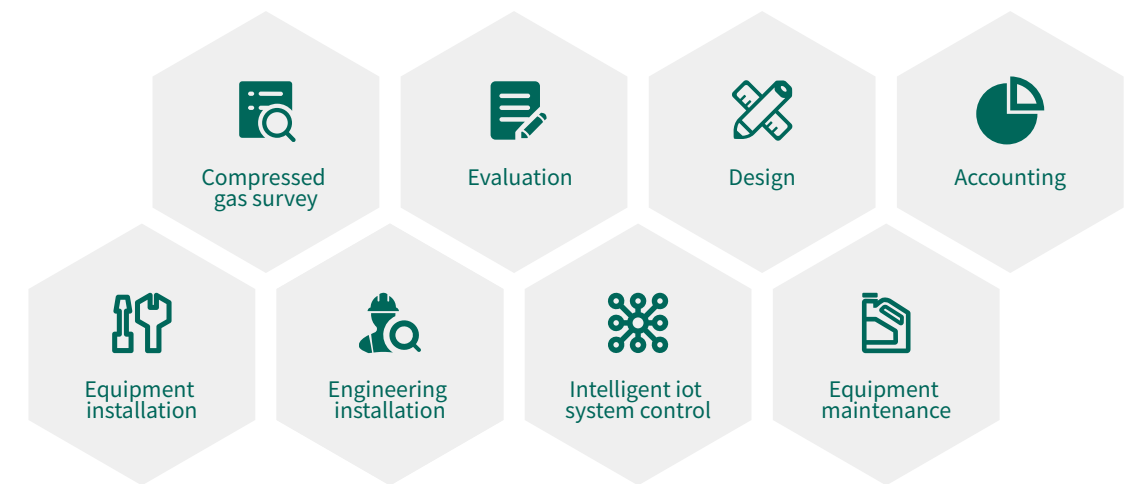 Compressed
gas survey
Evaluation
Design
Accounting
Equipment
installation
Engineering
installation
Intelligent iot
system control
Equipment
maintenance